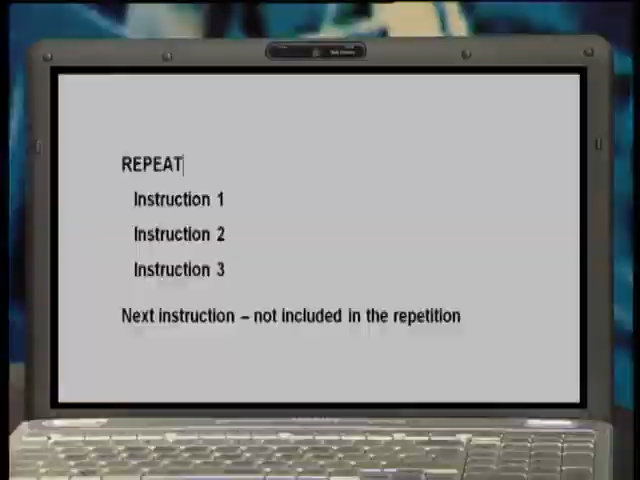 REPEAT
Instruction 1
Instruction 2
Instruction 3
Next instruction – not included in the repetition